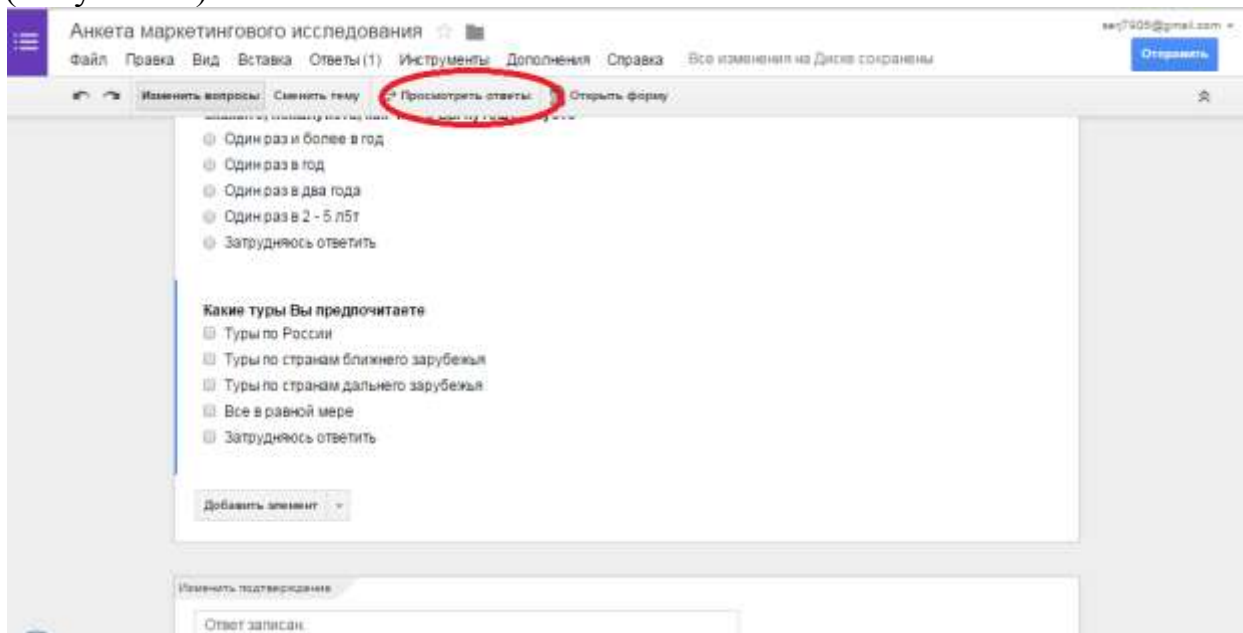 Анкета маркетингового исследования
Файл Правка Вид Вставка Ответы (1) Инструменты Дополнения Справка Все изменения на Диске сохранены
Отправить
Изменить вопросы Сменить тему Просмотреть ответы Открыть форму
Один раз и более в год
Один раз в год
Один раз в два года
Один раз в 2 - 5 л5т
Затрудняюсь ответить
Какие туры Вы предпочитаете
Туры по России
Туры по странам ближнего зарубежья
Туры по странам дальнего зарубежья
Все в равной мере
Затрудняюсь ответить
Добавить элемент
Изменить подтверждение
Ответ записан.